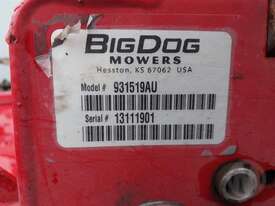 BIGDOG
MOWERS
Hesston, KS 67062 USA
Model # 931519AU
Serial # 13111901